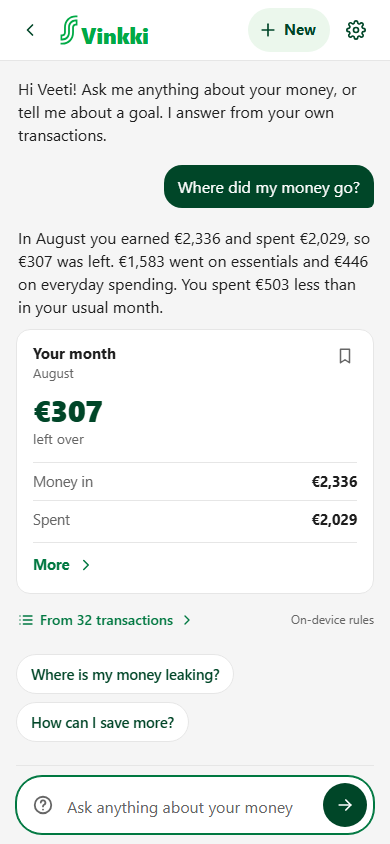 Vinkki
New
Hi Veeti! Ask me anything about your money, or
tell me about a goal. I answer from your own
transactions.
Where did my money go?
In August you earned €2,336 and spent €2,029, so
€307 was left. €1,583 went on essentials and €446
on everyday spending. You spent €503 less than
in your usual month.
Your month
August
€307
left over
Money in €2,336
Spent €2,029
More
From 32 transactions On-device rules
Where is my money leaking?
How can I save more?
Ask anything about your money